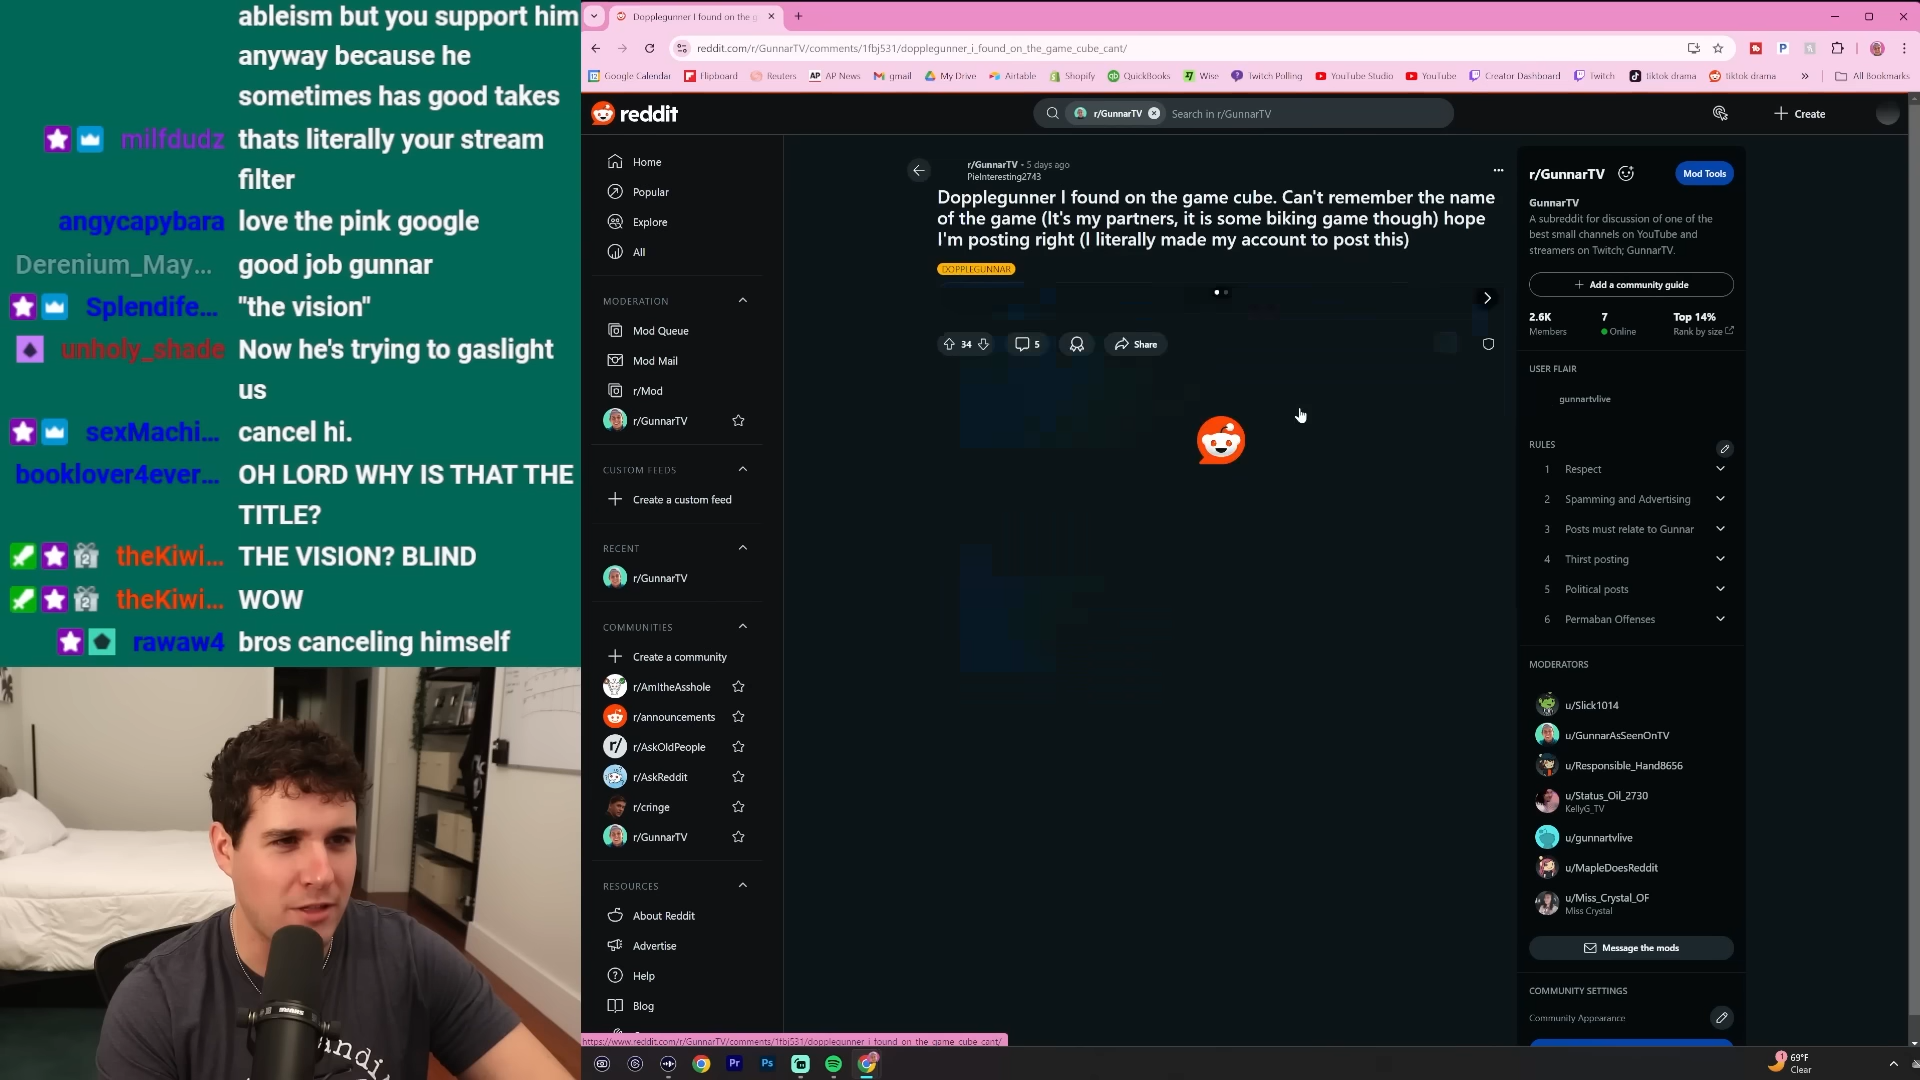 ableism but you support him
anyway because he
sometimes has good takes
milfdudz thats literally your stream
filter
angycapybara love the pink google
Derenium_May... good job gunnar
Splendife... "the vision"
unholy_shade Now he's trying to gaslight
us
sexMachi... cancel hi.
booklover4ever... OH LORD WHY IS THAT THE
TITLE?
theKiwi... THE VISION? BLIND
theKiwi... WOW
rawaw4 bros canceling himself
Dopplegunner I found on the g
reddit.com/r/GunnarTV/comments/1fbj531/dopplegunner_i_found_on_the_game_cube_cant/
Google Calendar Flipboard Reuters AP AP News gmail My Drive Airtable Shopify QuickBooks Wise Twitch Polling YouTube Studio YouTube Creator Dashboard Twitch tiktok drama tiktok drama » All Bookmarks
reddit
r/GunnarTV Search in r/GunnarTV
Create
Home
Popular
Explore
All
MODERATION
Mod Queue
Mod Mail
r/Mod
r/GunnarTV
CUSTOM FEEDS
Create a custom feed
RECENT
r/GunnarTV
COMMUNITIES
Create a community
r/AmItheAsshole
r/announcements
r/AskOldPeople
r/AskReddit
r/cringe
r/GunnarTV
RESOURCES
About Reddit
Advertise
Help
Blog
r/GunnarTV • 5 days ago
PieInteresting2743
Dopplegunner I found on the game cube. Can't remember the name
of the game (It's my partners, it is some biking game though) hope
I'm posting right (I literally made my account to post this)
DOPPLEGUNNAR
34 5 Share
r/GunnarTV
Mod Tools
GunnarTV
A subreddit for discussion of one of the
best small channels on YouTube and
streamers on Twitch; GunnarTV.
Add a community guide
2.6K 7 Top 14%
Members Online Rank by size
USER FLAIR
gunnartvlive
RULES
1 Respect
2 Spamming and Advertising
3 Posts must relate to Gunnar
4 Thirst posting
5 Political posts
6 Permaban Offenses
MODERATORS
u/Slick1014
u/GunnarAsSeenOnTV
u/Responsible_Hand8656
u/Status_Oil_2730
KellyG_TV
u/gunnartvlive
u/MapleDoesReddit
u/Miss_Crystal_OF
Miss Crystal
Message the mods
COMMUNITY SETTINGS
Community Appearance
https://www.reddit.com/r/GunnarTV/comments/1fbj531/dopplegunner_i_found_on_the_game_cube_cant/
Pr Ps
69°F
Clear